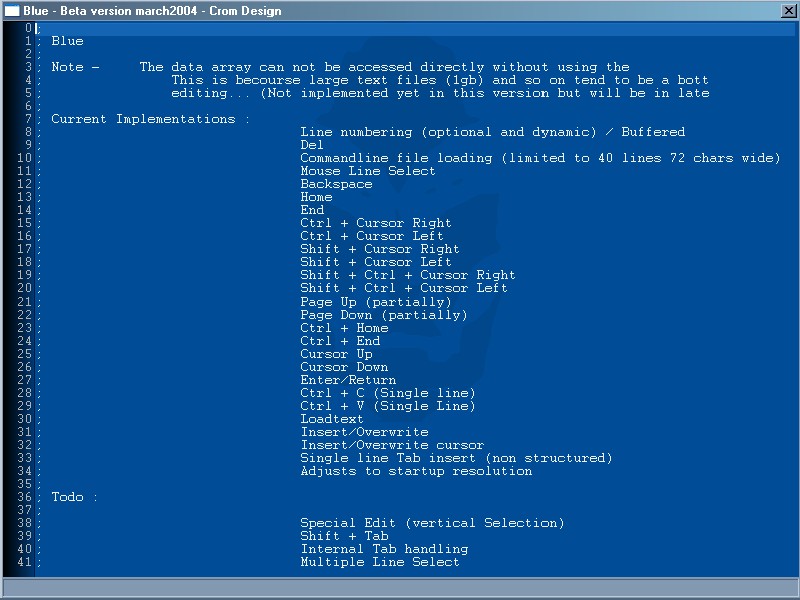 Blue - Beta version march2004 - Crom Design
0;
1; Blue
2;
3; Note - The data array can not be accessed directly without using the
4; This is becourse large text files (1gb) and so on tend to be a bott
5; editing... (Not implemented yet in this version but will be in late
6;
7; Current Implementations :
8; Line numbering (optional and dynamic) / Buffered
9; Del
10; Commandline file loading (limited to 40 lines 72 chars wide)
11; Mouse Line Select
12; Backspace
13; Home
14; End
15; Ctrl + Cursor Right
16; Ctrl + Cursor Left
17; Shift + Cursor Right
18; Shift + Cursor Left
19; Shift + Ctrl + Cursor Right
20; Shift + Ctrl + Cursor Left
21; Page Up (partially)
22; Page Down (partially)
23; Ctrl + Home
24; Ctrl + End
25; Cursor Up
26; Cursor Down
27; Enter/Return
28; Ctrl + C (Single line)
29; Ctrl + V (Single Line)
30; Loadtext
31; Insert/Overwrite
32; Insert/Overwrite cursor
33; Single line Tab insert (non structured)
34; Adjusts to startup resolution
35;
36; Todo :
37;
38; Special Edit (vertical Selection)
39; Shift + Tab
40; Internal Tab handling
41; Multiple Line Select